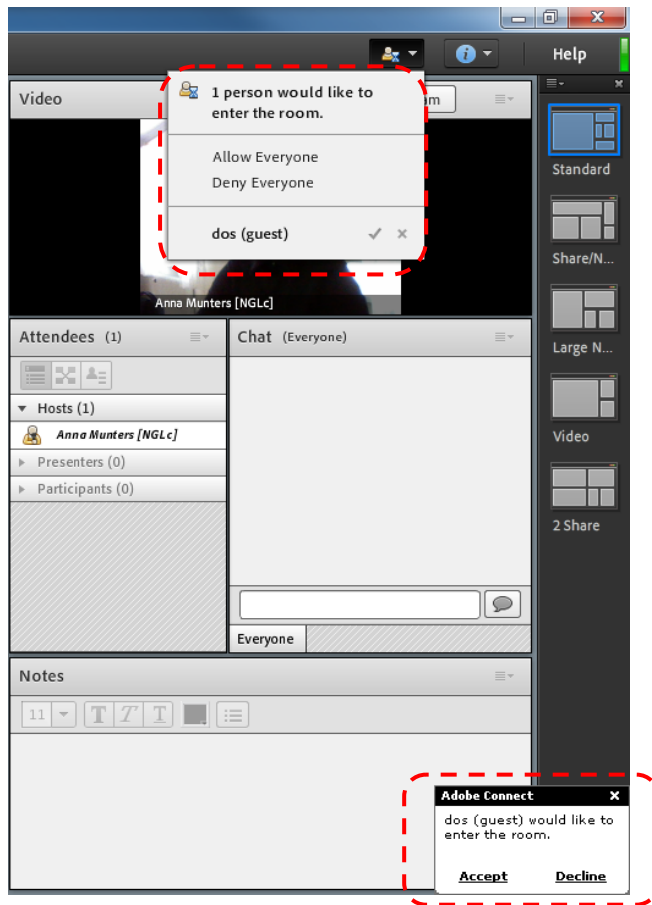 Help
Video
1 person would like to
enter the room.
Allow Everyone
Deny Everyone
dos (guest)
Anna Munters [NGLc]
Standard
Share/N...
Large N...
Video
2 Share
Attendees (1)
Hosts (1)
Anna Munters [NGLc]
Presenters (0)
Participants (0)
Chat (Everyone)
Everyone
Notes
11 T T T
Adobe Connect
dos (guest) would like to
enter the room.
Accept Decline